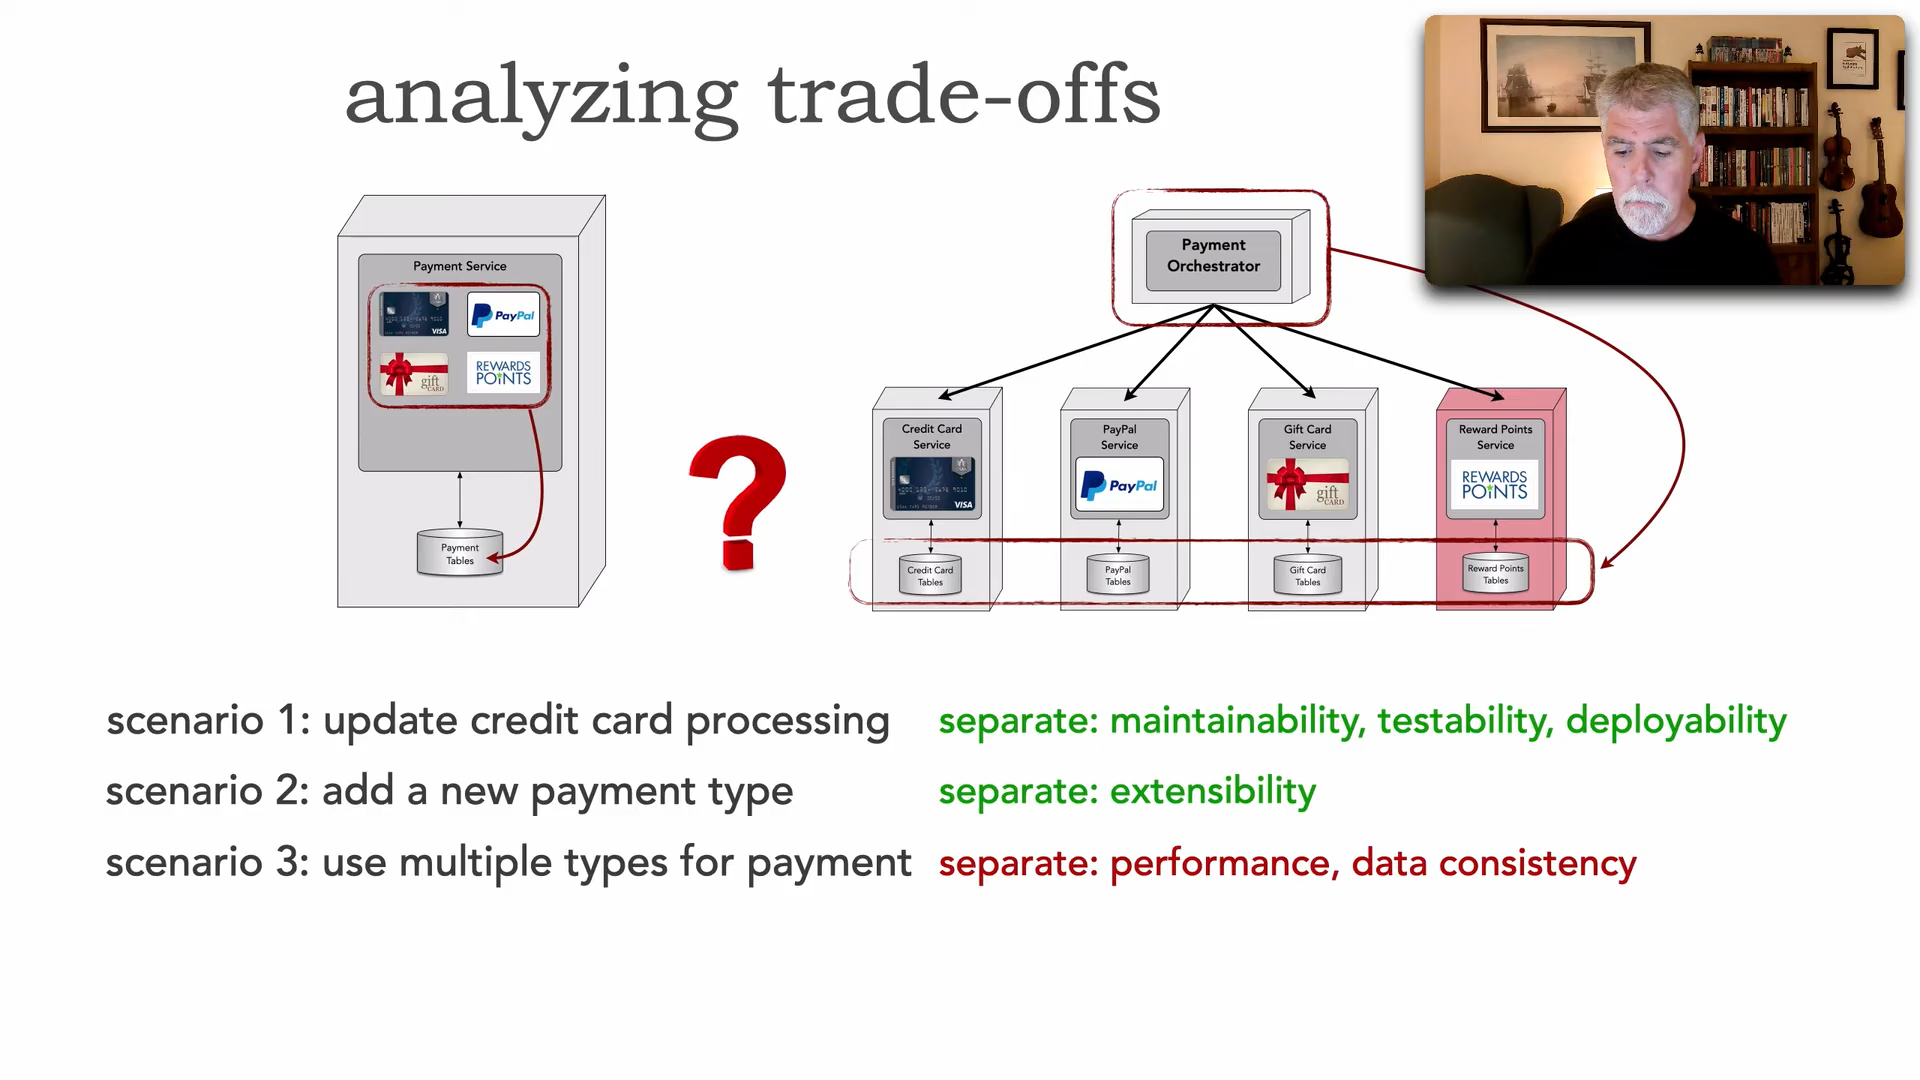 analyzing trade-offs
Payment Service
VISA
PayPal
gift
CARD
REWARDS
POINTS
Payment
Tables
?
Payment
Orchestrator
Credit Card
Service
VISA
Credit Card
Tables
PayPal
Service
PayPal
PayPal
Tables
Gift Card
Service
gift
CARD
Gift Card
Tables
Reward Points
Service
REWARDS
POINTS
Reward Points
Tables
scenario 1: update credit card processing
separate: maintainability, testability, deployability
scenario 2: add a new payment type
separate: extensibility
scenario 3: use multiple types for payment
separate: performance, data consistency